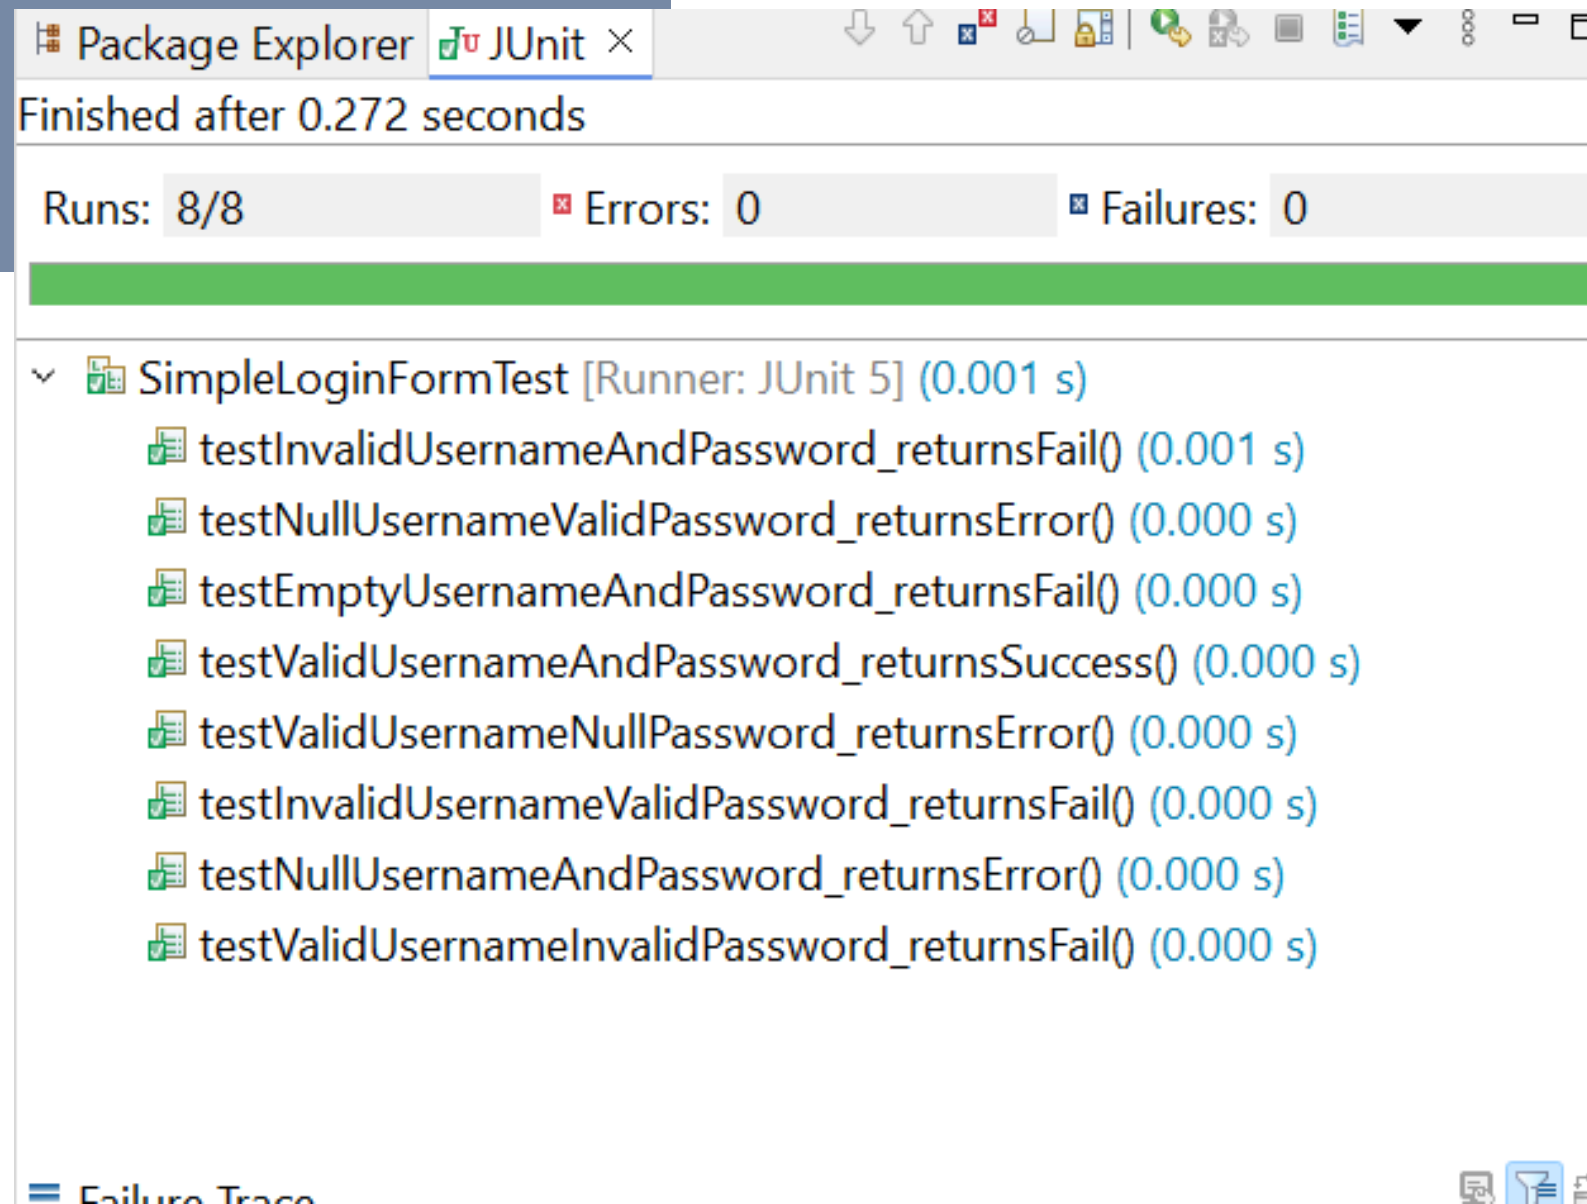 Package Explorer JUnit
Finished after 0.272 seconds
Runs: 8/8 Errors: 0 Failures: 0
SimpleLoginFormTest [Runner: JUnit 5] (0.001 s)
testInvalidUsernameAndPassword_returnsFail() (0.001 s)
testNullUsernameValidPassword_returnsError() (0.000 s)
testEmptyUsernameAndPassword_returnsFail() (0.000 s)
testValidUsernameAndPassword_returnsSuccess() (0.000 s)
testValidUsernameNullPassword_returnsError() (0.000 s)
testInvalidUsernameValidPassword_returnsFail() (0.000 s)
testNullUsernameAndPassword_returnsError() (0.000 s)
testValidUsernameInvalidPassword_returnsFail() (0.000 s)
Failure Trace